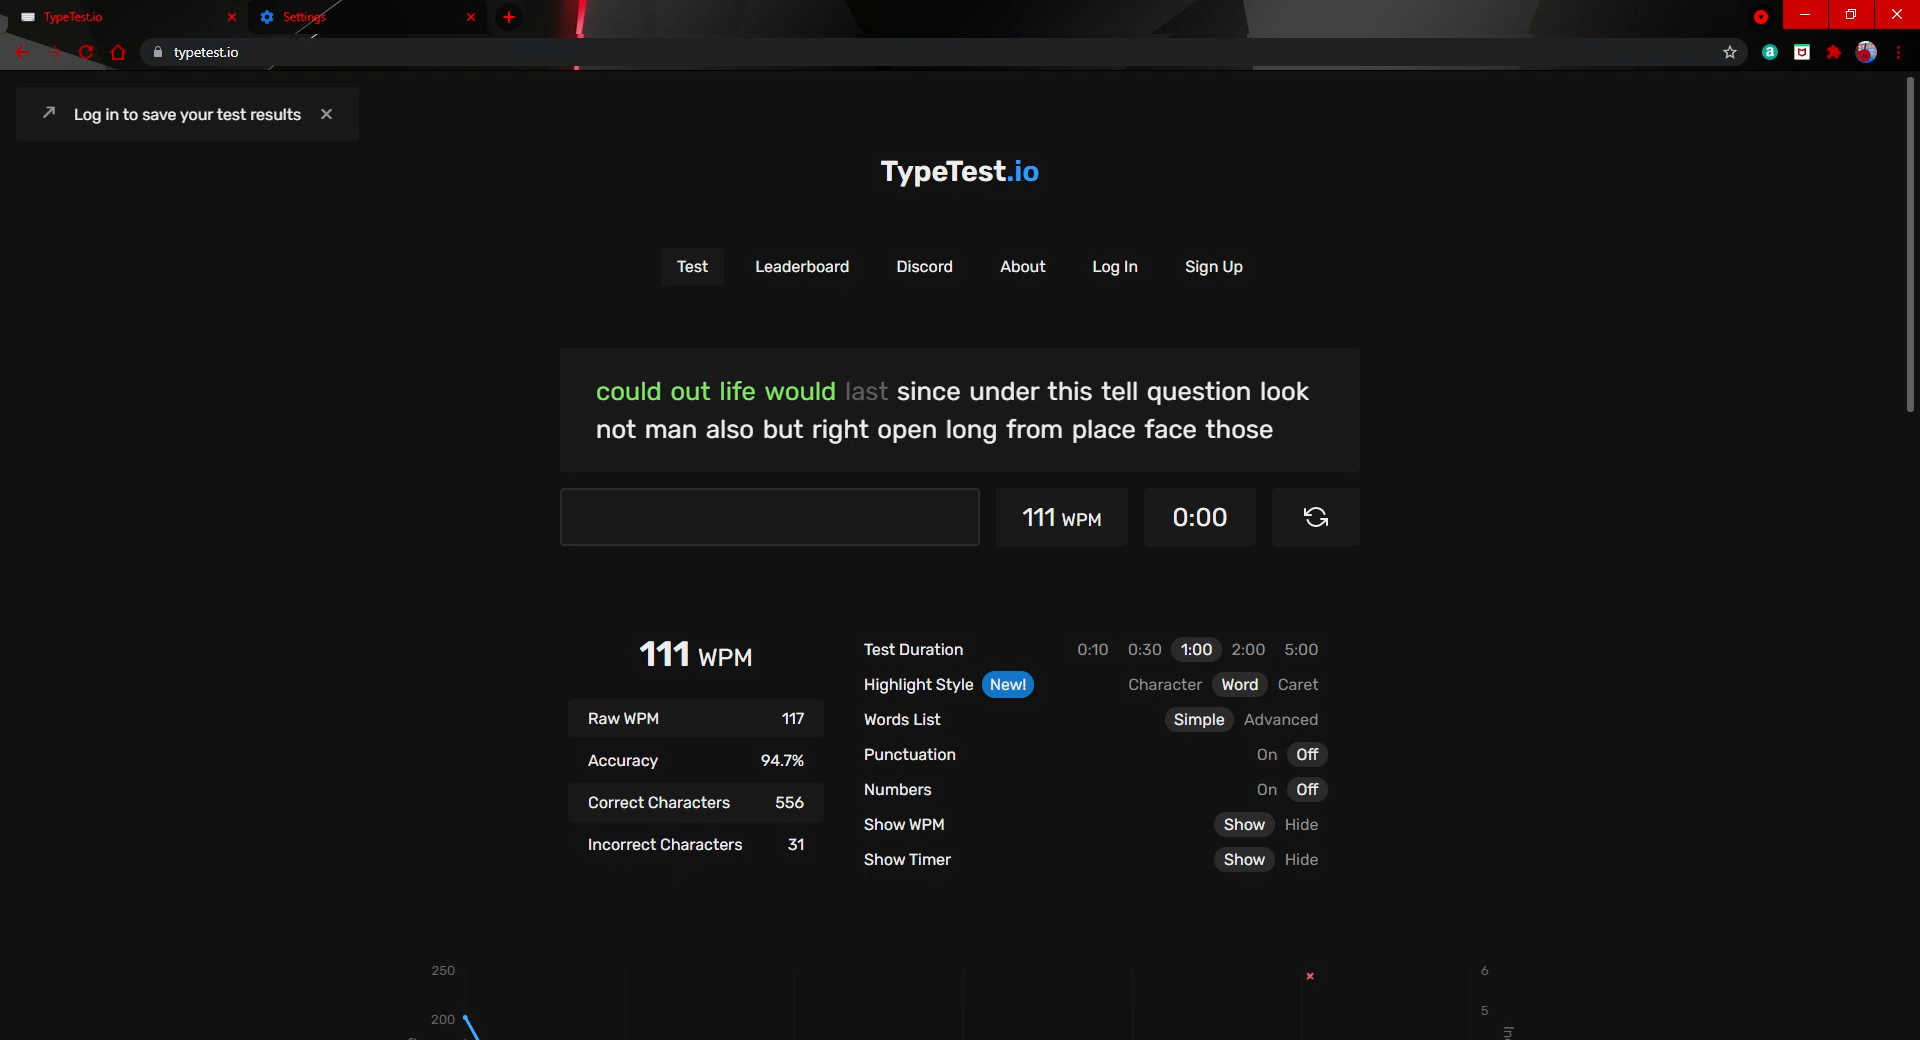 TypeTest.io
Settings
typetest.io
Log in to save your test results
TypeTest.io
Test Leaderboard Discord About Log In Sign Up
could out life would last since under this tell question look
not man also but right open long from place face those
111 WPM 0:00
111 WPM
Raw WPM 117
Accuracy 94.7%
Correct Characters 556
Incorrect Characters 31
Test Duration 0:10 0:30 1:00 2:00 5:00
Highlight Style New! Character Word Caret
Words List Simple Advanced
Punctuation On Off
Numbers On Off
Show WPM Show Hide
Show Timer Show Hide
250 6
200 5